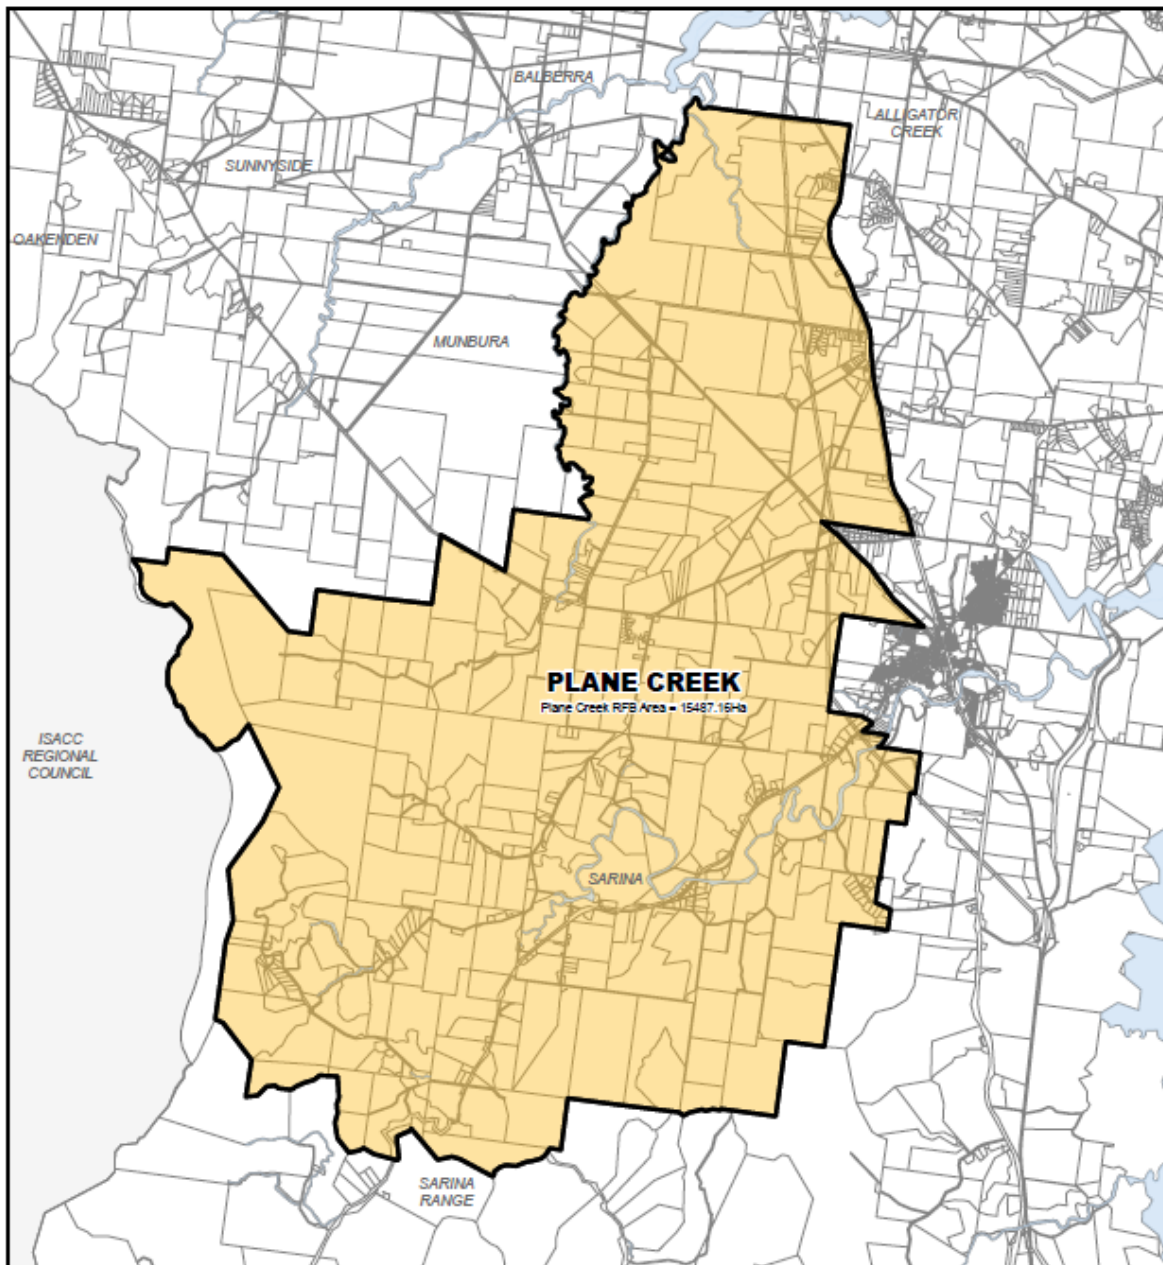 BALBERRA
ALLIGATOR
CREEK
SUNNYSIDE
OAKENDEN
MUNBURA
PLANE CREEK
Plane Creek RFB Area = 15487.16Ha
ISACC
REGIONAL
COUNCIL
SARINA
SARINA
RANGE